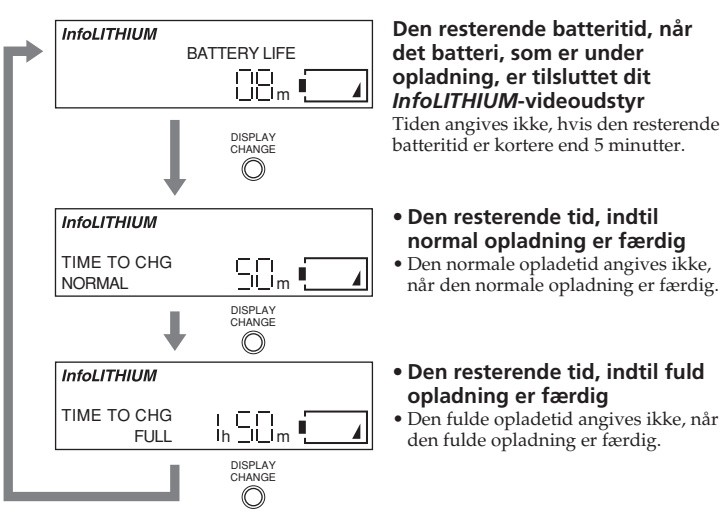 InfoLITHIUM
BATTERY LIFE
08m
DISPLAY
CHANGE
Den resterende batteritid, når
det batteri, som er under
opladning, er tilsluttet dit
InfoLITHIUM-videoudstyr
Tiden angives ikke, hvis den resterende
batteritid er kortere end 5 minutter.
InfoLITHIUM
TIME TO CHG
NORMAL
50m
DISPLAY
CHANGE
• Den resterende tid, indtil
normal opladning er færdig
• Den normale opladetid angives ikke,
når den normale opladning er færdig.
InfoLITHIUM
TIME TO CHG
FULL
1h50m
DISPLAY
CHANGE
• Den resterende tid, indtil fuld
opladning er færdig
• Den fulde opladetid angives ikke, når
den fulde opladning er færdig.